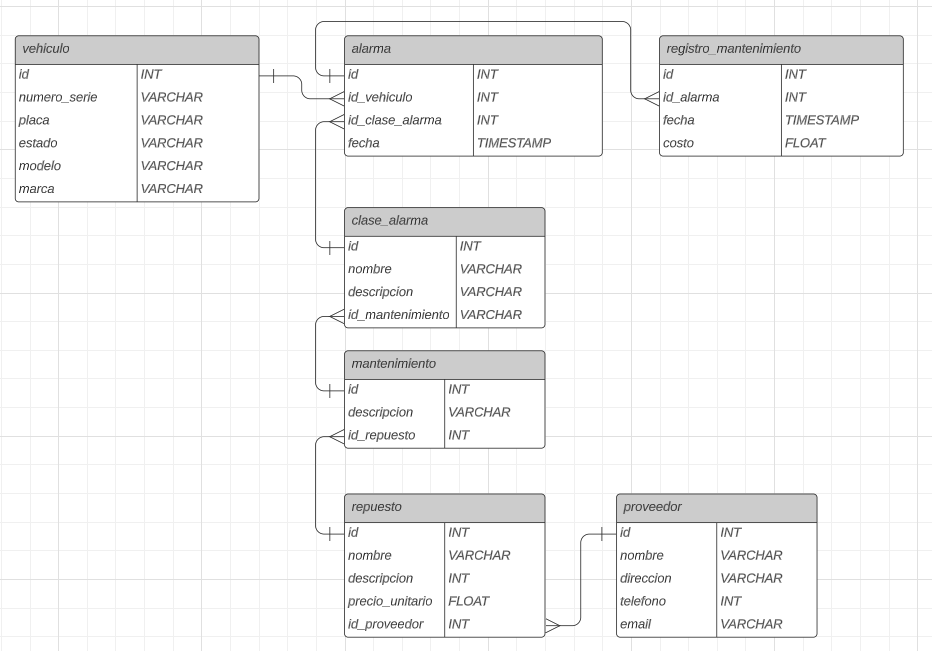 vehiculo
id INT
numero_serie VARCHAR
placa VARCHAR
estado VARCHAR
modelo VARCHAR
marca VARCHAR
alarma
id INT
id_vehiculo INT
id_clase_alarma INT
fecha TIMESTAMP
registro_mantenimiento
id INT
id_alarma INT
fecha TIMESTAMP
costo FLOAT
clase_alarma
id INT
nombre VARCHAR
descripcion VARCHAR
id_mantenimiento VARCHAR
mantenimiento
id INT
descripcion VARCHAR
id_repuesto INT
repuesto
id INT
nombre VARCHAR
descripcion INT
precio_unitario FLOAT
id_proveedor INT
proveedor
id INT
nombre VARCHAR
direccion VARCHAR
telefono INT
email VARCHAR